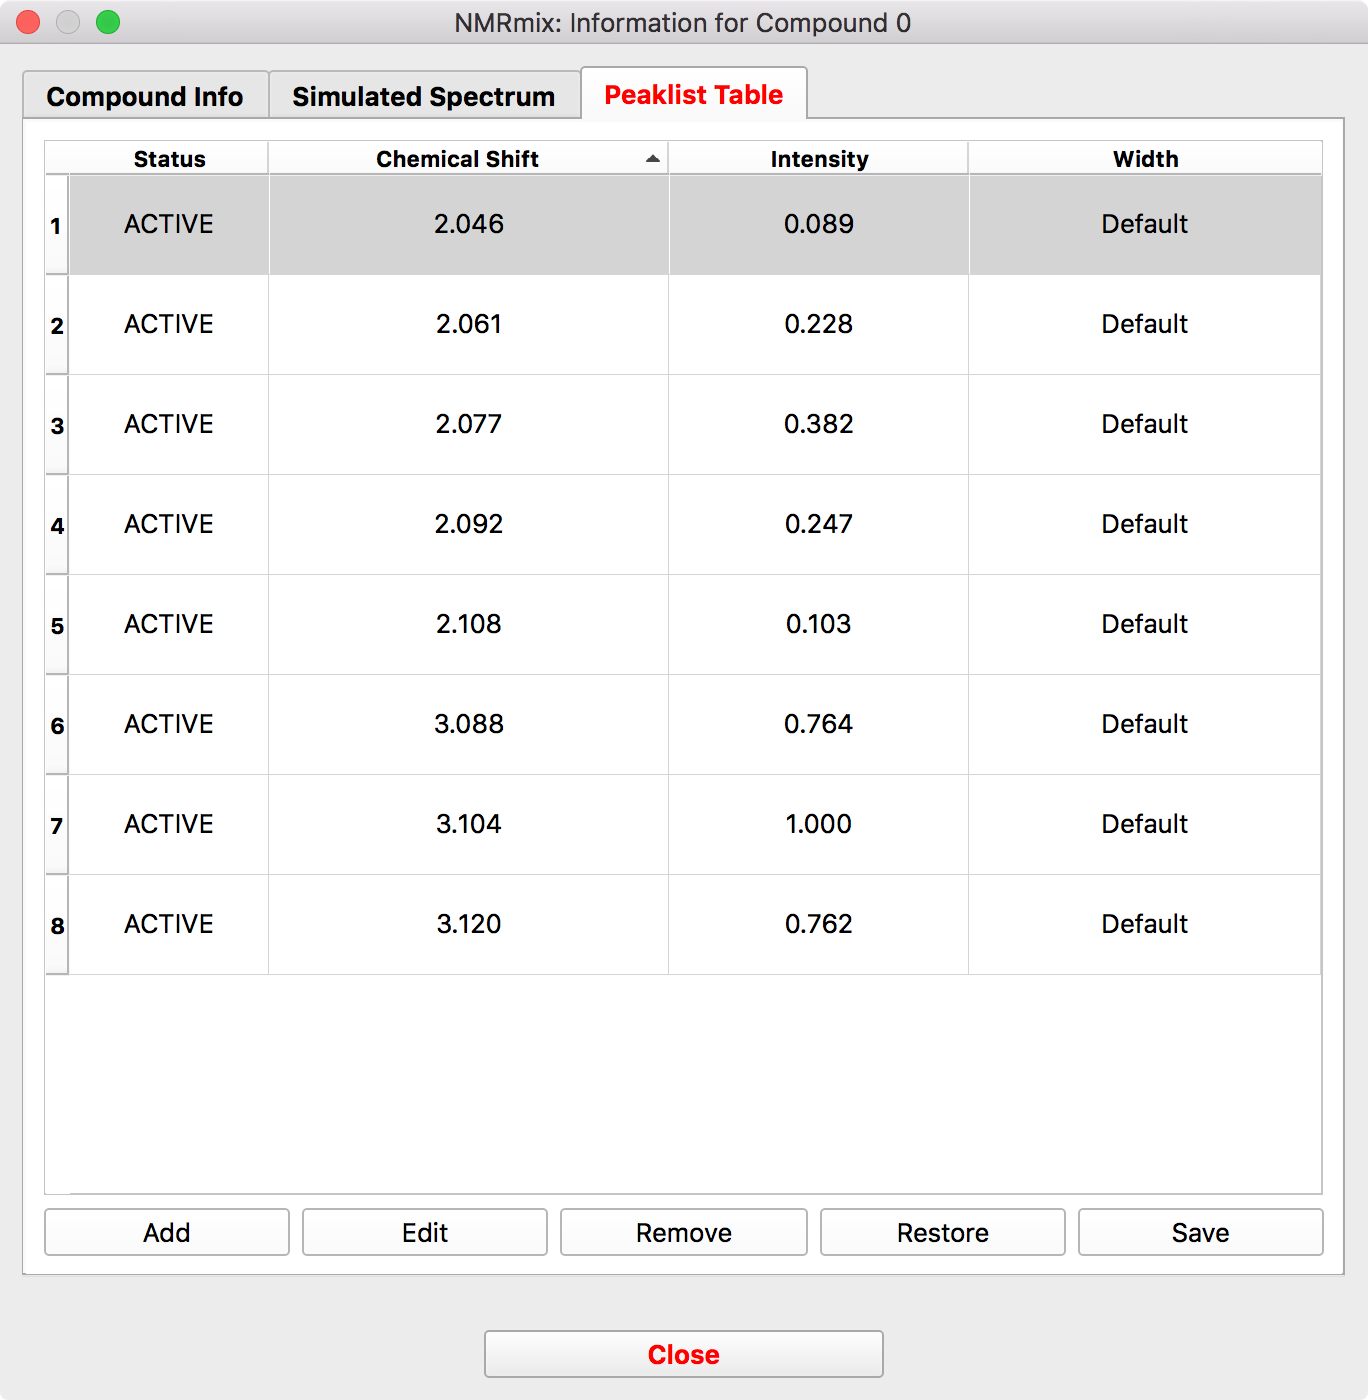 NMRmix: Information for Compound 0
Compound Info Simulated Spectrum Peaklist Table
Status Chemical Shift Intensity Width
1 ACTIVE 2.046 0.089 Default
2 ACTIVE 2.061 0.228 Default
3 ACTIVE 2.077 0.382 Default
4 ACTIVE 2.092 0.247 Default
5 ACTIVE 2.108 0.103 Default
6 ACTIVE 3.088 0.764 Default
7 ACTIVE 3.104 1.000 Default
8 ACTIVE 3.120 0.762 Default
Add Edit Remove Restore Save
Close